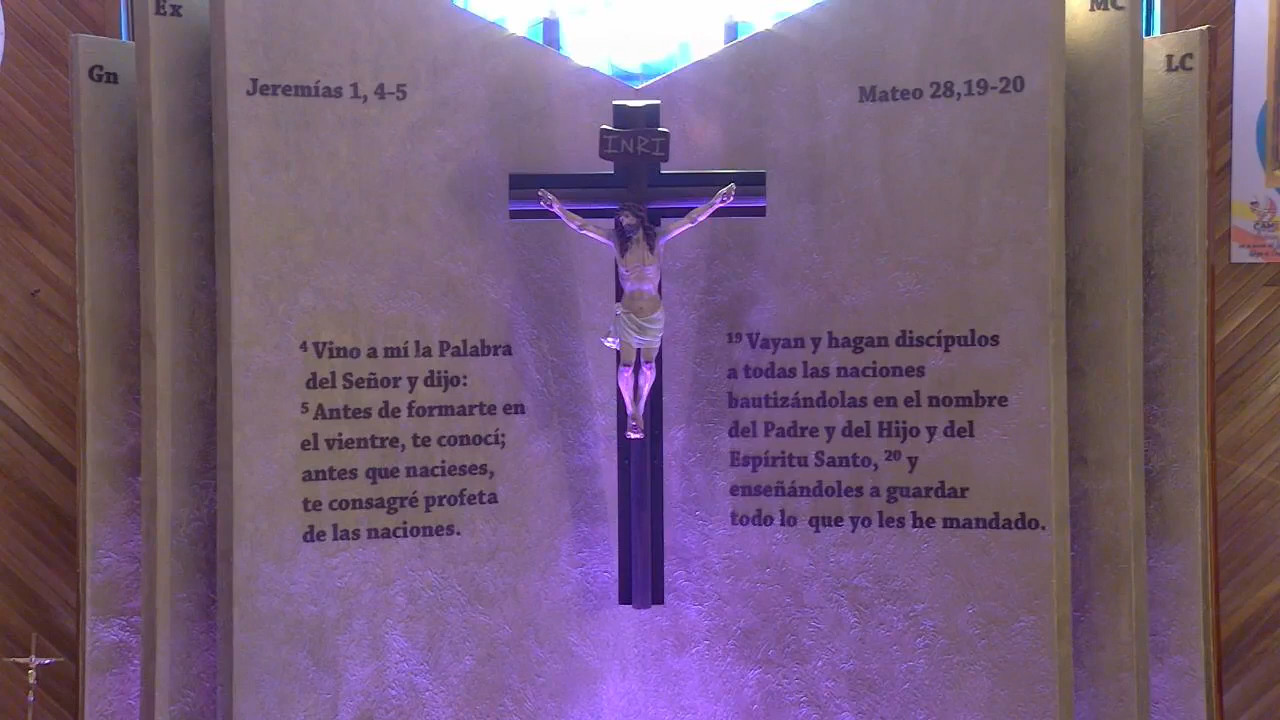 Ex
MC
Gn
LC
Jeremías 1, 4-5
Mateo 28,19-20
INRI
4 Vino a mí la Palabra
del Señor y dijo:
5 Antes de formarte en
el vientre, te conocí;
antes que nacieses,
te consagré profeta
de las naciones.
19 Vayan y hagan discípulos
a todas las naciones
bautizándolas en el nombre
del Padre y del Hijo y del
Espíritu Santo, 20 y
enseñándoles a guardar
todo lo que yo les he mandado.